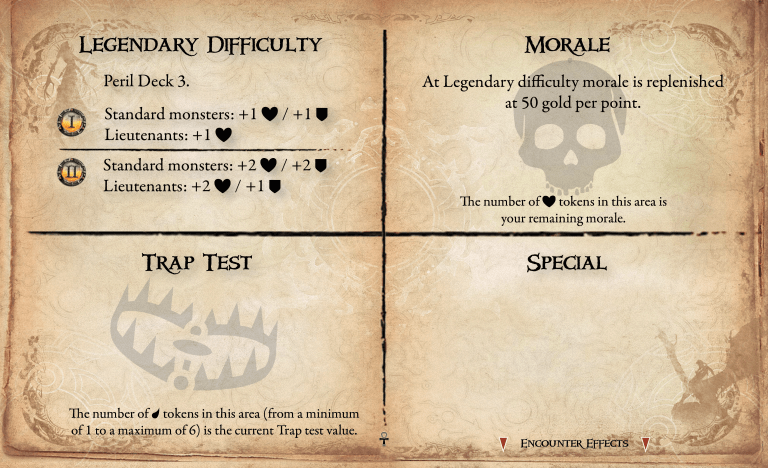 Legendary Difficulty
Peril Deck 3.
I
Standard monsters: +1 ♥ / +1
Lieutenants: +1 ♥
II
Standard monsters: +2 ♥ / +2
Lieutenants: +2 ♥ / +1
Morale
At Legendary difficulty morale is replenished
at 50 gold per point.
The number of ♥ tokens in this area is
your remaining morale.
Trap Test
The number of tokens in this area (from a minimum
of 1 to a maximum of 6) is the current Trap test value.
Special
Encounter Effects